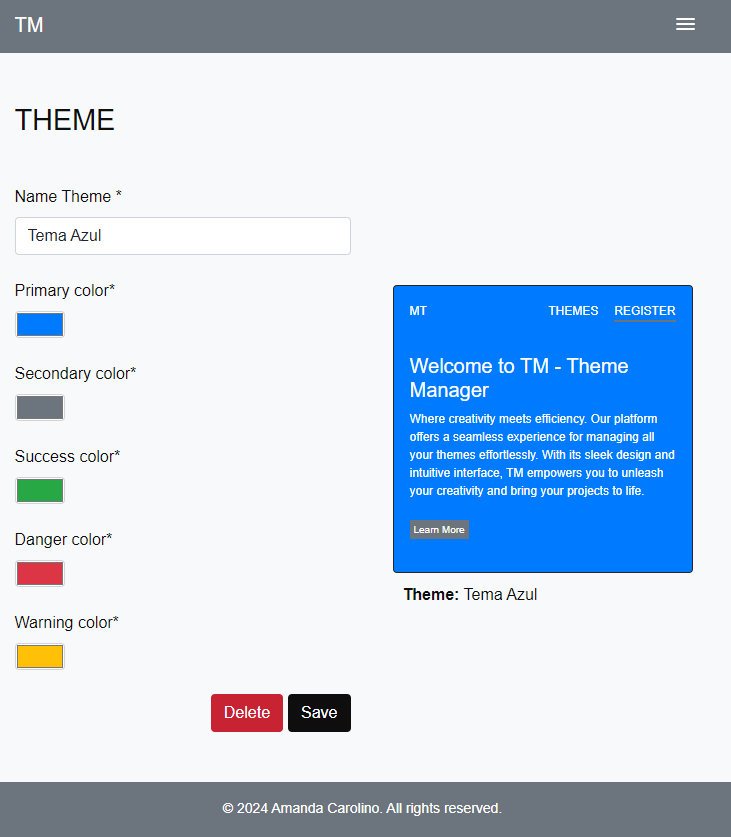 TM
THEME
Name Theme *
Tema Azul
Primary color*
Secondary color*
Success color*
Danger color*
Warning color*
Delete Save
MT THEMES REGISTER
Welcome to TM - Theme
Manager
Where creativity meets efficiency. Our platform
offers a seamless experience for managing all
your themes effortlessly. With its sleek design and
intuitive interface, TM empowers you to unleash
your creativity and bring your projects to life.
Learn More
Theme: Tema Azul
© 2024 Amanda Carolino. All rights reserved.